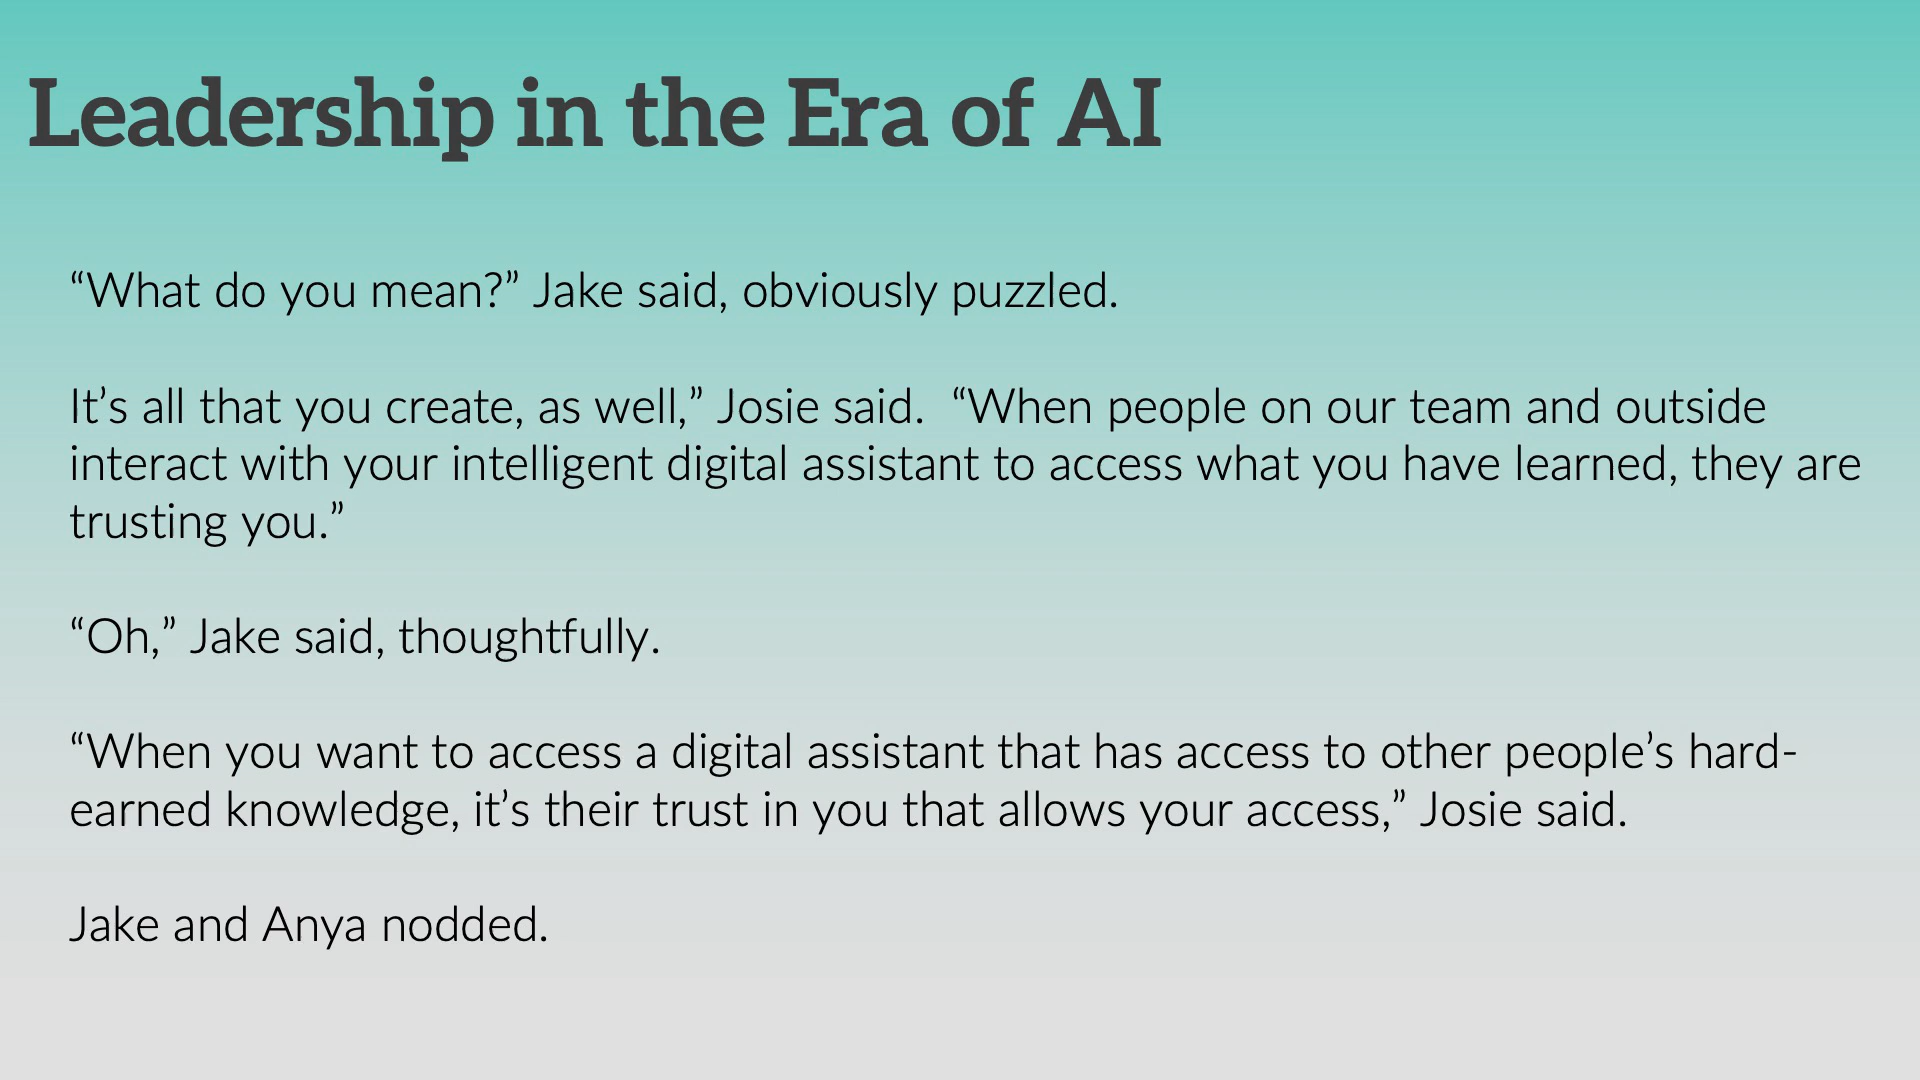 Leadership in the Era of AI
“What do you mean?” Jake said, obviously puzzled.
It’s all that you create, as well,” Josie said.  “When people on our team and outside
interact with your intelligent digital assistant to access what you have learned, they are
trusting you.”
“Oh,” Jake said, thoughtfully.
“When you want to access a digital assistant that has access to other people’s hard-
earned knowledge, it’s their trust in you that allows your access,” Josie said.
Jake and Anya nodded.